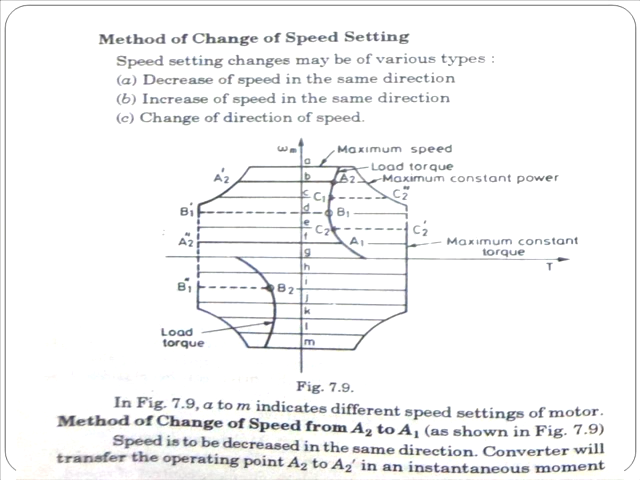 Method of Change of Speed Setting
Speed setting changes may be of various types :
(a) Decrease of speed in the same direction
(b) Increase of speed in the same direction
(c) Change of direction of speed.
ωm
Maximum speed
a
Load torque
A2'
b
A2
Maximum constant power
c
C1
C2"
B1'
d
B1
e
C2
C2'
A2"
f
A1
Maximum constant
torque
g
T
h
i
B1"
B2
j
k
Load
torque
l
m
Fig. 7.9.
In Fig. 7.9, a to m indicates different speed settings of motor.
Method of Change of Speed from A2 to A1 (as shown in Fig. 7.9)
Speed is to be decreased in the same direction. Converter will
transfer the operating point A2 to A2' in an instantaneous moment